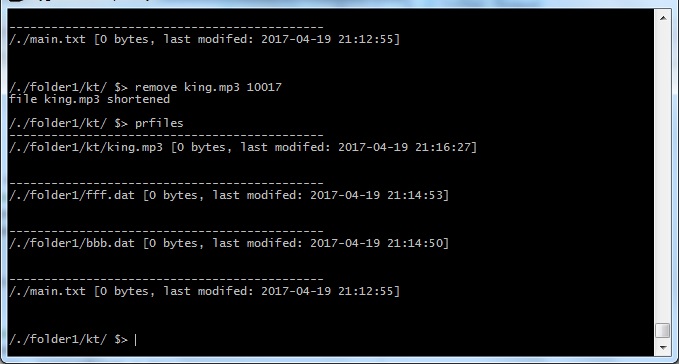 ----------------------------------------
/./main.txt [0 bytes, last modifed: 2017-04-19 21:12:55]
/./folder1/kt/ $> remove king.mp3 10017
file king.mp3 shortened
/./folder1/kt/ $> prfiles
----------------------------------------
/./folder1/kt/king.mp3 [0 bytes, last modifed: 2017-04-19 21:16:27]
----------------------------------------
/./folder1/fff.dat [0 bytes, last modifed: 2017-04-19 21:14:53]
----------------------------------------
/./folder1/bbb.dat [0 bytes, last modifed: 2017-04-19 21:14:50]
----------------------------------------
/./main.txt [0 bytes, last modifed: 2017-04-19 21:12:55]
/./folder1/kt/ $>